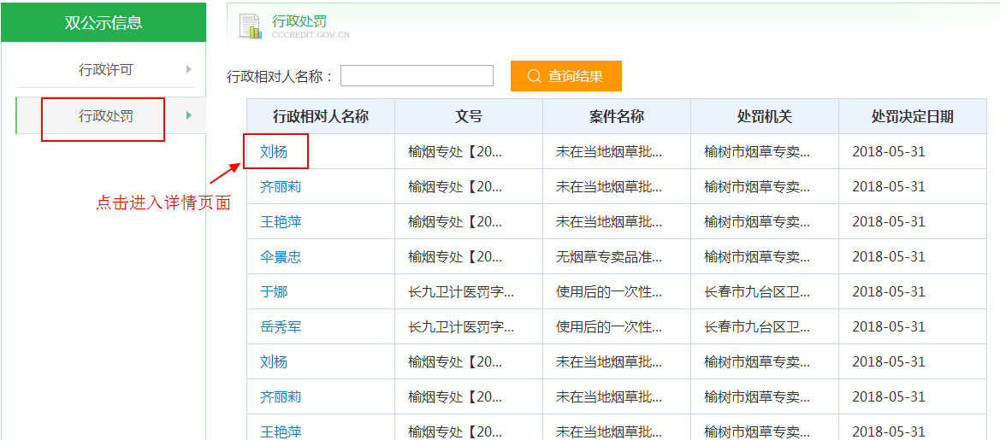 双公示信息
行政许可
行政处罚
点击进入详情页面
行政处罚
CCCREDIT.GOV.CN
行政相对人名称： 查询结果
行政相对人名称 文号 案件名称 处罚机关 处罚决定日期
刘杨 榆烟专处【20... 未在当地烟草批... 榆树市烟草专卖... 2018-05-31
齐丽莉 榆烟专处【20... 未在当地烟草批... 榆树市烟草专卖... 2018-05-31
王艳萍 榆烟专处【20... 未在当地烟草批... 榆树市烟草专卖... 2018-05-31
伞景忠 榆烟专处【20... 无烟草专卖品准... 榆树市烟草专卖... 2018-05-31
于娜 长九卫计医罚字... 使用后的一次性... 长春市九台区卫... 2018-05-31
岳秀军 长九卫计医罚字... 使用后的一次性... 长春市九台区卫... 2018-05-31
刘杨 榆烟专处【20... 未在当地烟草批... 榆树市烟草专卖... 2018-05-31
齐丽莉 榆烟专处【20... 未在当地烟草批... 榆树市烟草专卖... 2018-05-31
王艳萍 榆烟专处【20... 未在当地烟草批... 榆树市烟草专卖... 2018-05-31